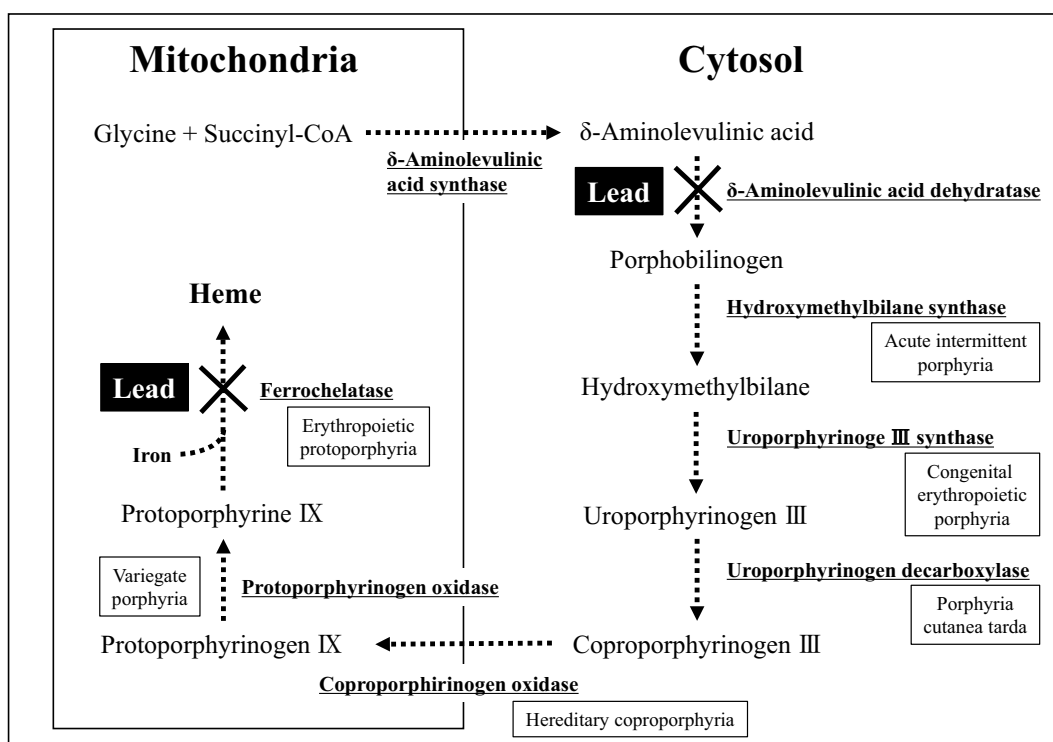 Mitochondria
Cytosol
Glycine + Succinyl-CoA
δ-Aminolevulinic
acid synthase
δ-Aminolevulinic acid
Lead
δ-Aminolevulinic acid dehydratase
Porphobilinogen
Hydroxymethylbilane synthase
Acute intermittent
porphyria
Hydroxymethylbilane
Uroporphyrinoge Ⅲ synthase
Congenital
erythropoietic
porphyria
Uroporphyrinogen Ⅲ
Uroporphyrinogen decarboxylase
Porphyria
cutanea tarda
Coproporphyrinogen Ⅲ
Coproporphirinogen oxidase
Hereditary coproporphyria
Protoporphyrinogen Ⅸ
Protoporphyrinogen oxidase
Variegate
porphyria
Protoporphyrine Ⅸ
Iron
Lead
Ferrochelatase
Erythropoietic
protoporphyria
Heme